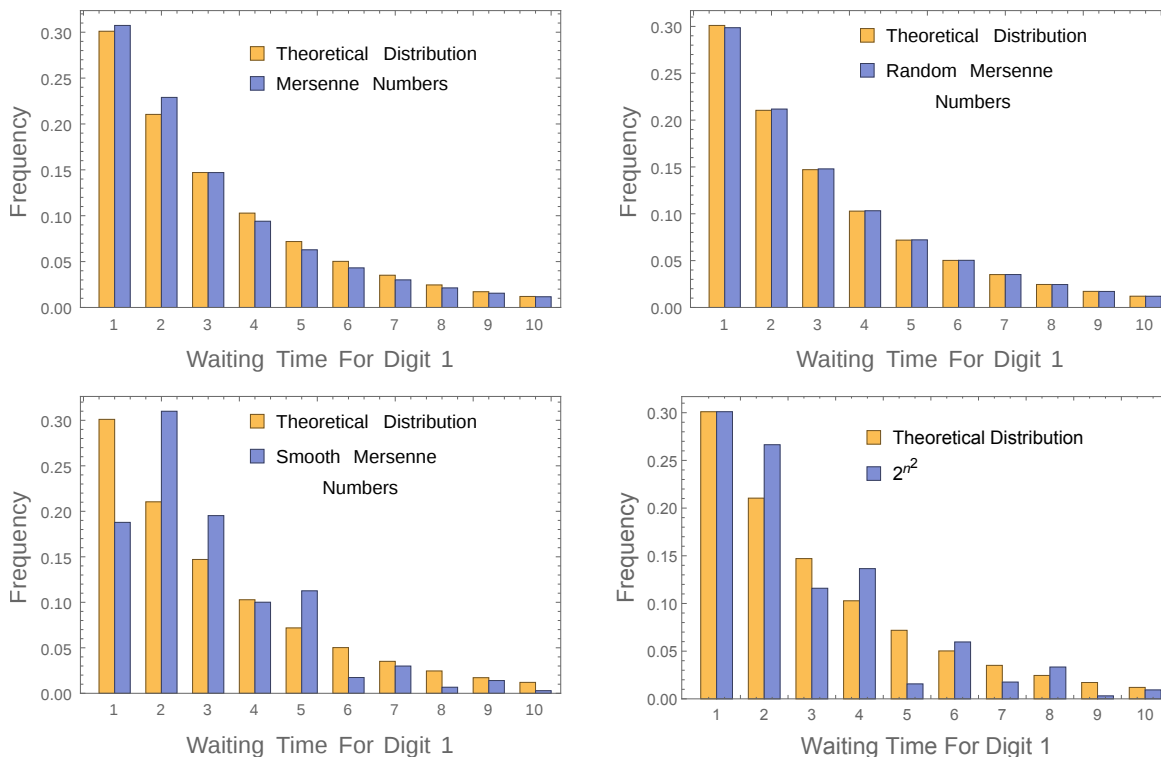 0.30
0.25
0.20
0.15
0.10
0.05
0.00
Frequency
Theoretical Distribution
Mersenne Numbers
1 2 3 4 5 6 7 8 9 10
Waiting Time For Digit 1
0.30
0.25
0.20
0.15
0.10
0.05
0.00
Frequency
Theoretical Distribution
Random Mersenne
Numbers
1 2 3 4 5 6 7 8 9 10
Waiting Time For Digit 1
0.30
0.25
0.20
0.15
0.10
0.05
0.00
Frequency
Theoretical Distribution
Smooth Mersenne
Numbers
1 2 3 4 5 6 7 8 9 10
Waiting Time For Digit 1
0.30
0.25
0.20
0.15
0.10
0.05
0.00
Frequency
Theoretical Distribution
2^{n^2}
1 2 3 4 5 6 7 8 9 10
Waiting Time For Digit 1